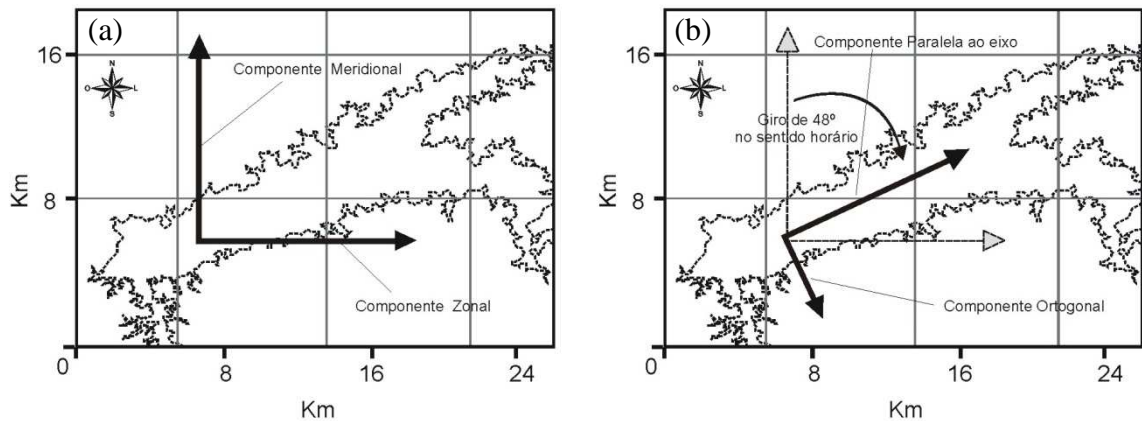 (a)
16
N
O
L
S
Componente Meridional
Km
8
Componente Zonal
0
8
16
24
Km
(b)
16
Componente Paralela ao eixo
N
O
L
S
Giro de 48º
no sentido horário
Km
8
Componente Ortogonal
0
8
16
24
Km